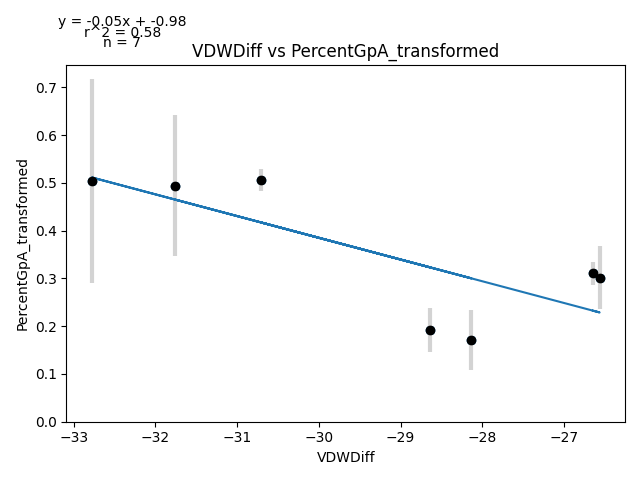 y = -0.05x + -0.98
r^2 = 0.58
n = 7
VDWDiff vs PercentGpA_transformed
PercentGpA_transformed
0.7
0.6
0.5
0.4
0.3
0.2
0.1
0.0
−33 −32 −31 −30 −29 −28 −27
VDWDiff